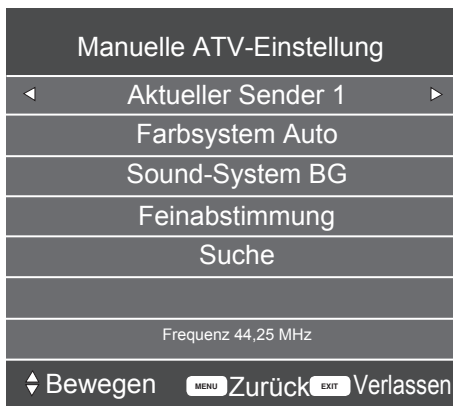 Manuelle ATV-Einstellung
Aktueller Sender 1
Farbsystem Auto
Sound-System BG
Feinabstimmung
Suche
Frequenz 44,25 MHz
Bewegen MENU Zurück EXIT Verlassen